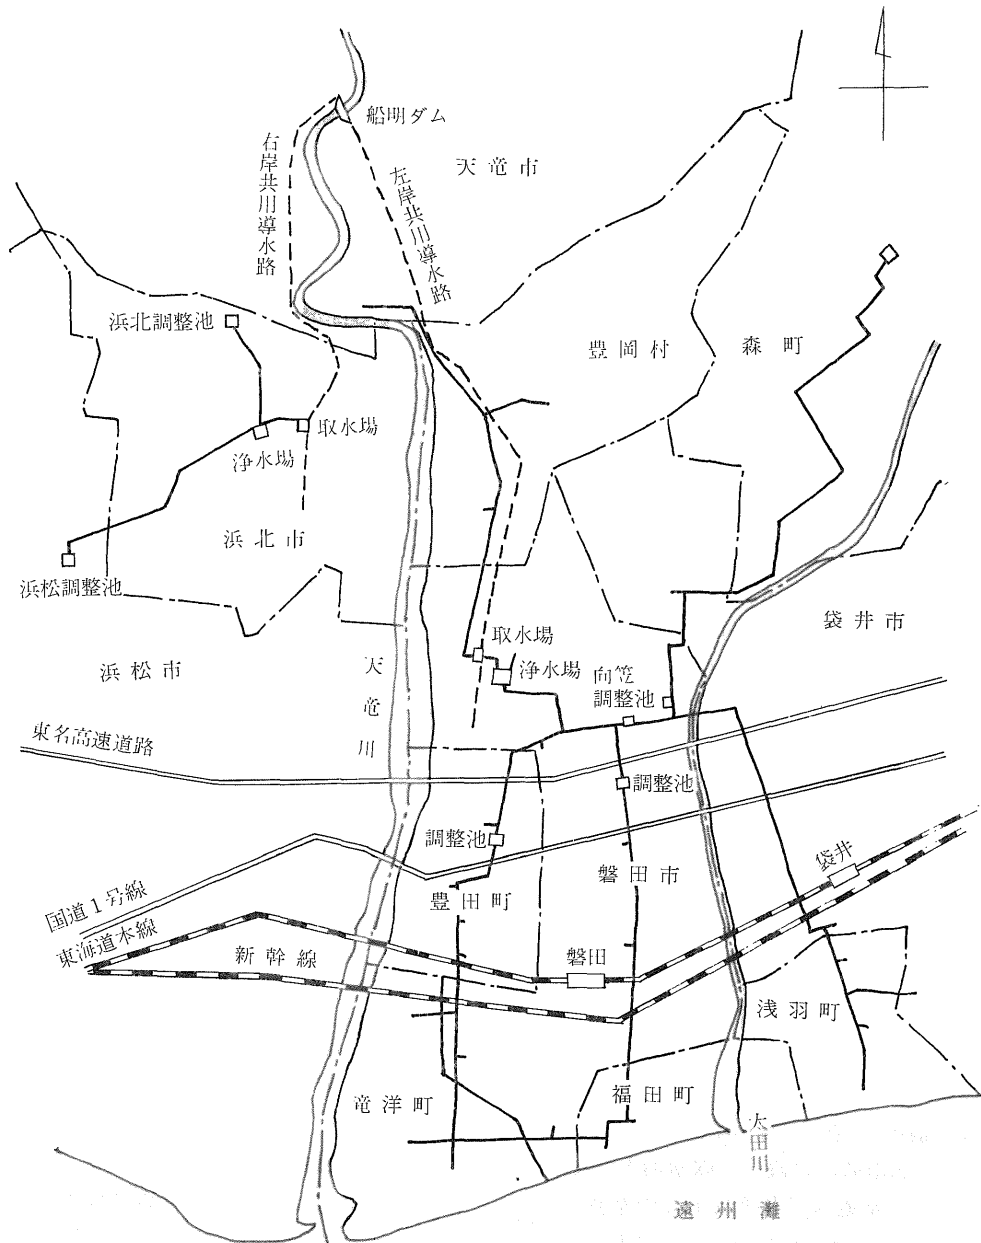 船明ダム
天竜市
右岸共川導水路
左岸共川導水路
浜北調整池
豊岡村
森町
取水場
浄水場
浜北市
浜松調整池
袋井市
取水場
浄水場
向笠
調整池
浜松市
天竜川
東名高速道路
調整池
調整池
袋井
磐田市
豊田町
国道1号線
東海道本線
新幹線
磐田
浅羽町
福田町
竜洋町
太田川
遠州灘